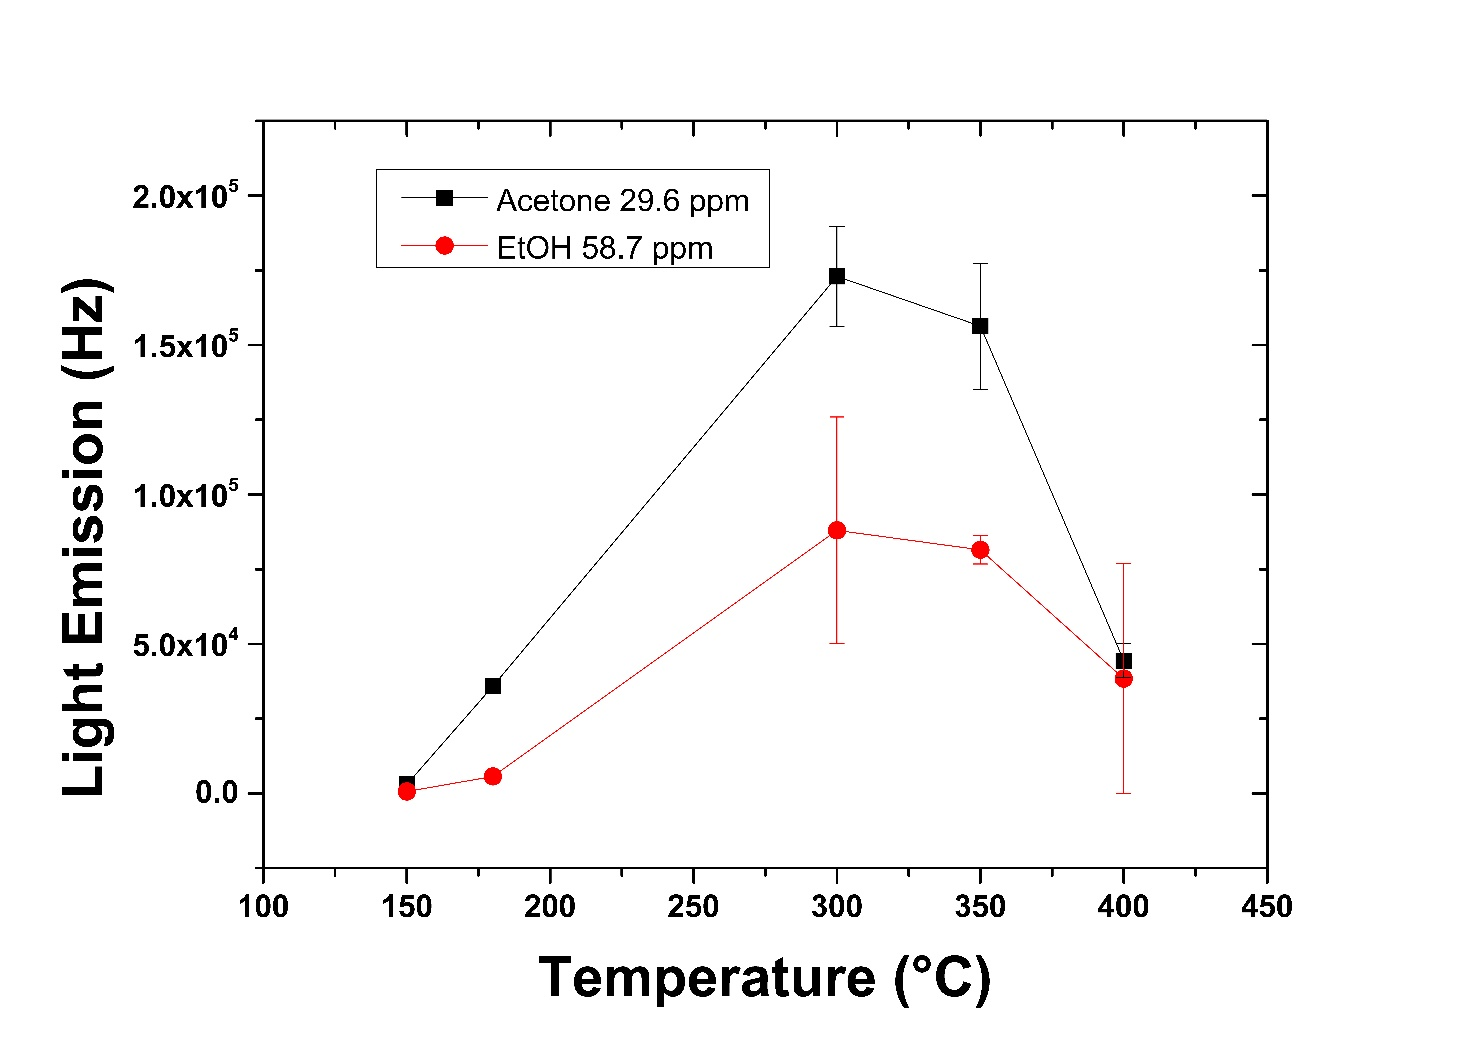 Acetone 29.6 ppm
EtOH 58.7 ppm
2.0x10⁵
1.5x10⁵
1.0x10⁵
5.0x10⁴
0.0
Light Emission (Hz)
100 150 200 250 300 350 400 450
Temperature (°C)